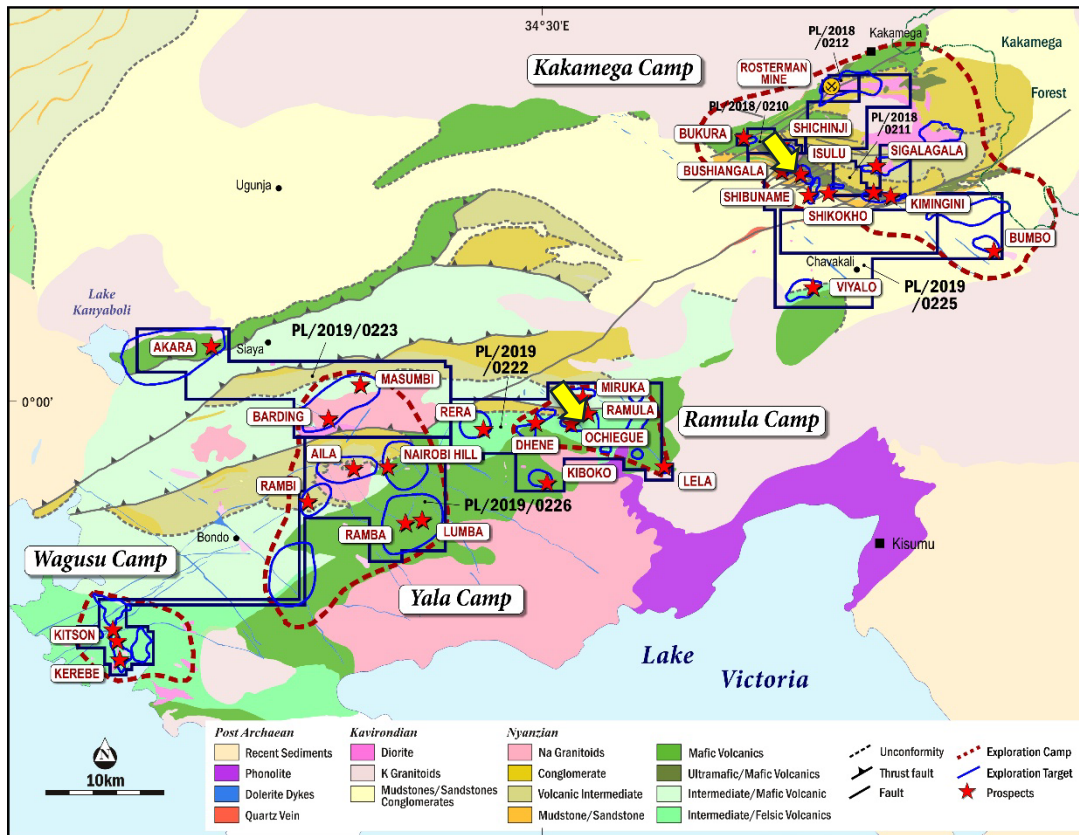 34°30'E
PL/2018
/0212
Kakamega
Kakamega
Forest
Kakamega Camp
ROSTERMAN
MINE
PL/2018/0210
BUKURA
SHICHINJI
PL/2018
/0211
ISULU
SIGALAGALA
BUSHIANGALA
SHIBUNAME
SHIKOKHO
KIMINGINI
BUMBO
Ugunja
Chavakali
PL/2019
/0225
VIYALO
Lake
Kanyaboli
AKARA
Siaya
PL/2019/0223
PL/2019
/0222
MASUMBI
0°00'
BARDING
RERA
MIRUKA
RAMULA
Ramula Camp
DHENE
OCHIEGUE
AILA
NAIROBI HILL
KIBOKO
LELA
RAMBI
PL/2019/0226
RAMBA
LUMBA
Bondo
Kisumu
Wagusu Camp
Yala Camp
KITSON
KEREBE
Lake
Victoria
N
10km
Post Archaean
Recent Sediments
Phonolite
Dolerite Dykes
Quartz Vein
Kavirondian
Diorite
K Granitoids
Mudstones/Sandstones
Conglomerates
Nyanzian
Na Granitoids
Conglomerate
Volcanic Intermediate
Mudstone/Sandstone
Mafic Volcanics
Ultramafic/Mafic Volcanics
Intermediate/Mafic Volcanic
Intermediate/Felsic Volcanics
Unconformity
Thrust fault
Fault
Exploration Camp
Exploration Target
Prospects